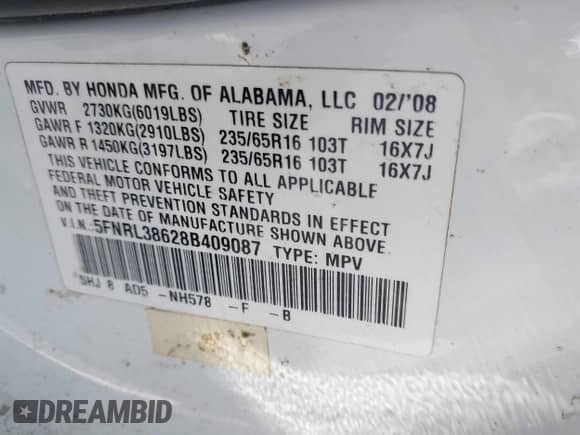 MFD. BY HONDA MFG. OF ALABAMA, LLC 02/'08
GVWR 2730KG(6019LBS) TIRE SIZE RIM SIZE
GAWR F 1320KG(2910LBS) 235/65R16 103T 16X7J
GAWR R 1450KG(3197LBS) 235/65R16 103T 16X7J
THIS VEHICLE CONFORMS TO ALL APPLICABLE
FEDERAL MOTOR VEHICLE SAFETY
AND THEFT PREVENTION STANDARDS IN EFFECT
ON THE DATE OF MANUFACTURE SHOWN ABOVE.
V.I.N.:5FNRL38628B409087 TYPE: MPV
SHJ 8 AD5 -NH578 -F -B
DREAMBID